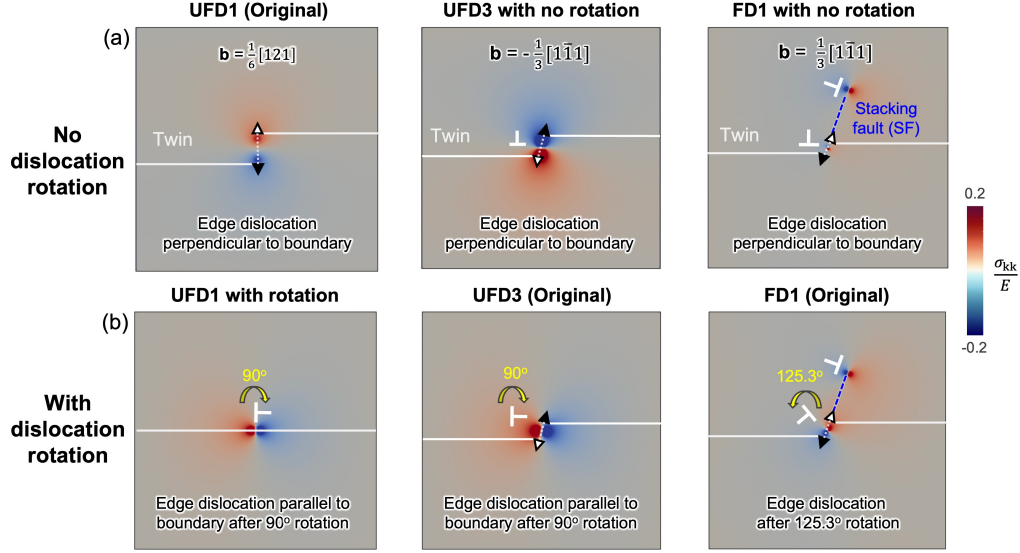 UFD1 (Original)
UFD3 with no rotation
FD1 with no rotation
(a)
b = 1/6 [121]
b = - 1/3 [11̄1]
b = 1/3 [11̄1]
No
dislocation
rotation
Twin
Twin
Twin
Stacking
fault (SF)
Edge dislocation
perpendicular to boundary
Edge dislocation
perpendicular to boundary
Edge dislocation
perpendicular to boundary
0.2
σkk/E
-0.2
UFD1 with rotation
UFD3 (Original)
FD1 (Original)
(b)
With
dislocation
rotation
90°
90°
125.3°
Edge dislocation parallel to
boundary after 90° rotation
Edge dislocation parallel to
boundary after 90° rotation
Edge dislocation
after 125.3° rotation